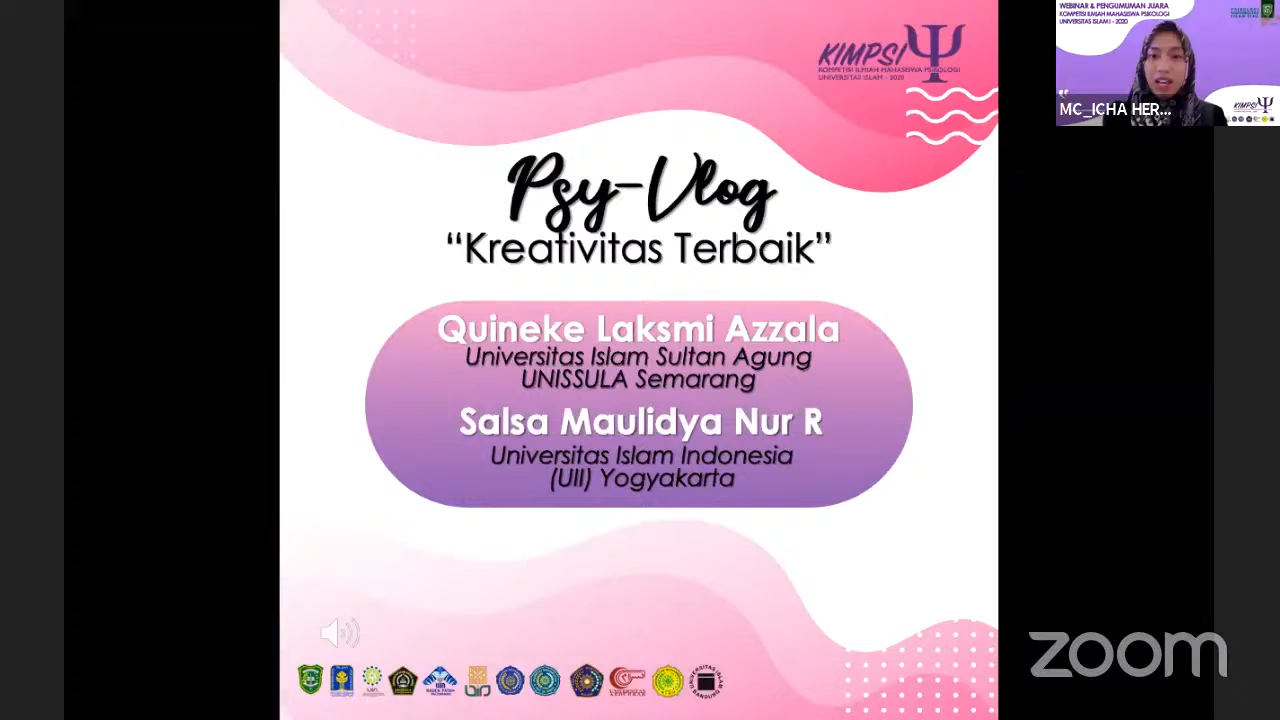 KIMPSI
KOMPETISI ILMIAH MAHASISWA PSIKOLOGI
UNIVERSITAS ISLAM - 2020
Psy-Vlog
“Kreativitas Terbaik”
Quineke Laksmi Azzala
Universitas Islam Sultan Agung
UNISSULA Semarang
Salsa Maulidya Nur R
Universitas Islam Indonesia
(UII) Yogyakarta
WEBINAR & PENGUMUMAN JUARA
KOMPETISI ILMIAH MAHASISWA PSIKOLOGI
UNIVERSITAS ISLAM - 2020
KIMPSI
MC_ICHA HER...
zoom